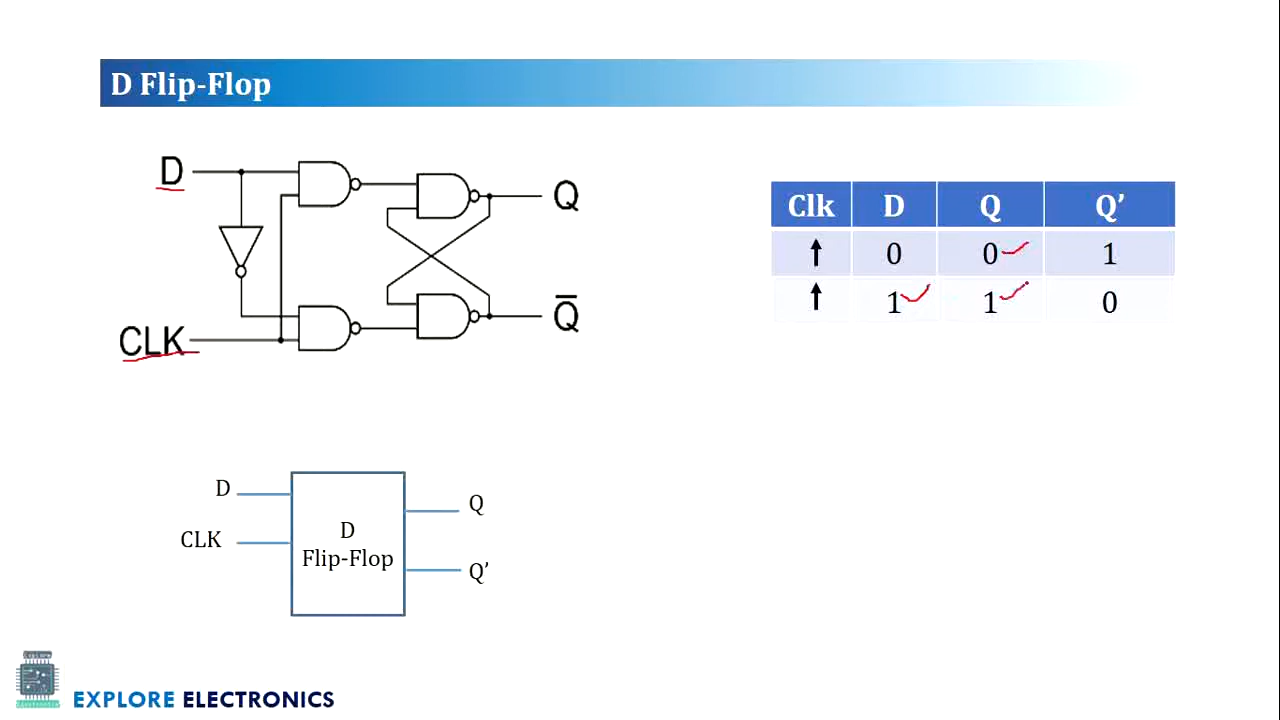 D Flip-Flop
D
CLK
Q
Q̅
Clk D Q Q’
↑ 0 0 1
↑ 1 1 0
D
CLK
D
Flip-Flop
Q
Q’
EXPLORE ELECTRONICS